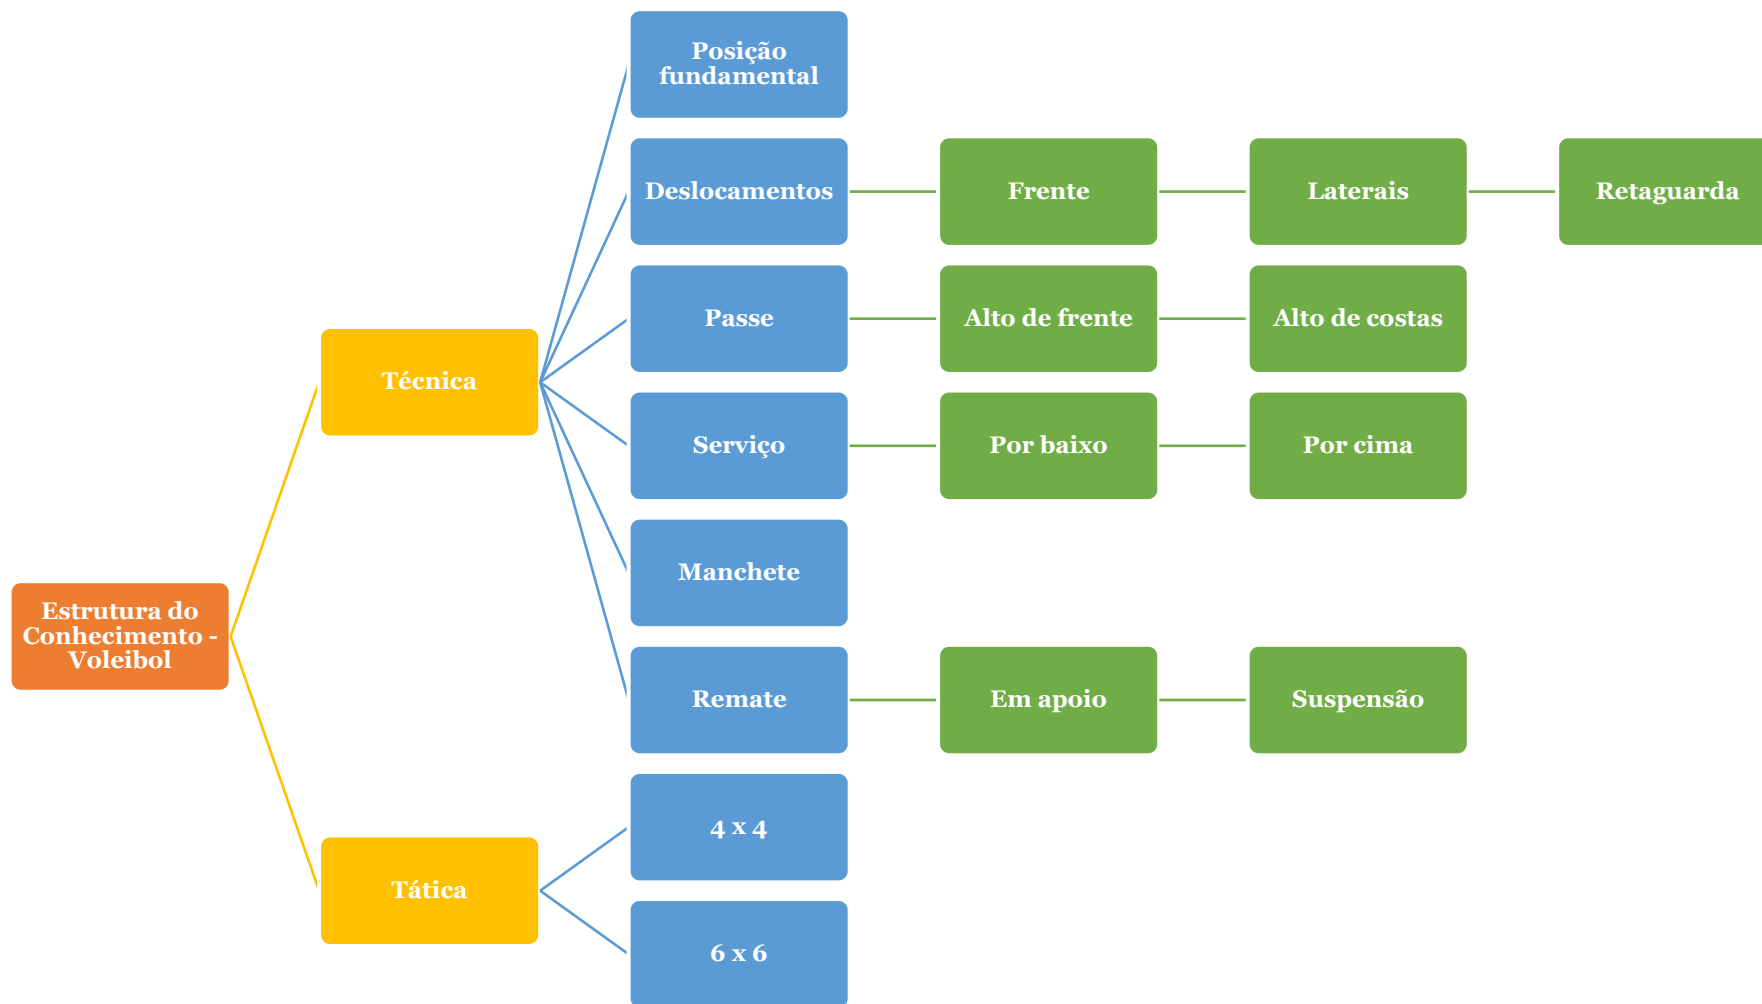 Posição
fundamental
Deslocamentos
Frente
Laterais
Retaguarda
Passe
Alto de frente
Alto de costas
Técnica
Serviço
Por baixo
Por cima
Manchete
Estrutura do
Conhecimento -
Voleibol
Remate
Em apoio
Suspensão
4 x 4
Tática
6 x 6